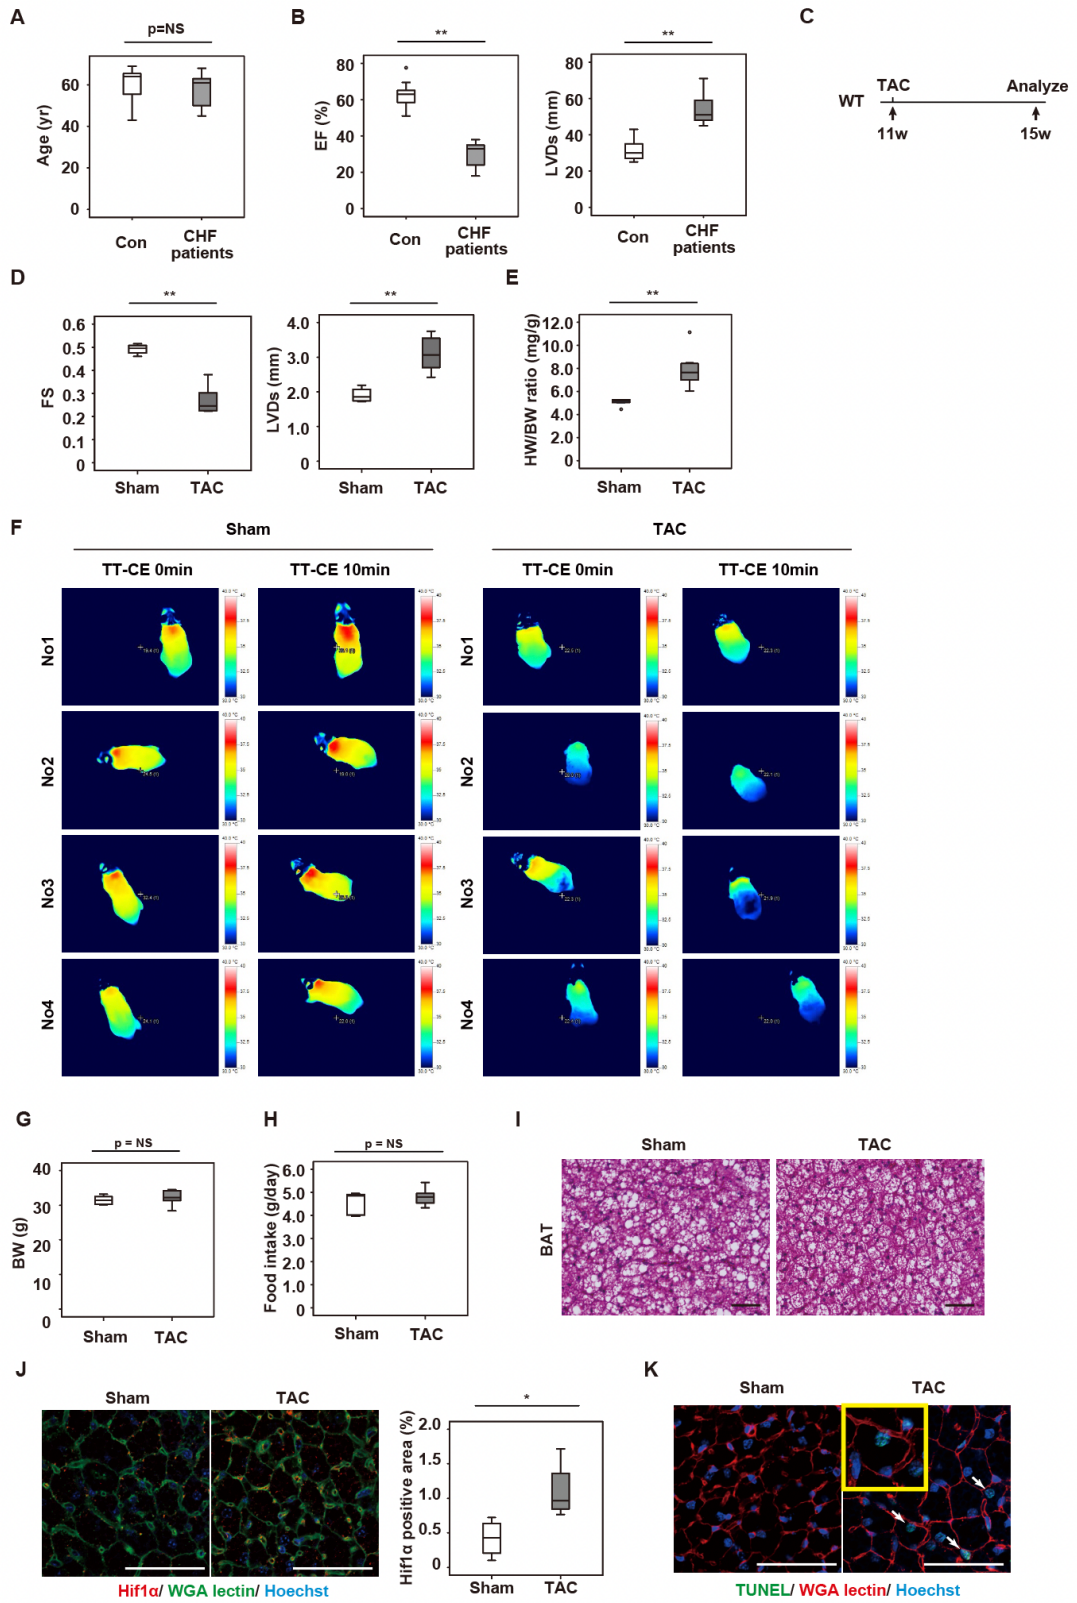 A
p=NS
Age (yr)
60
40
20
0
Con
CHF
patients
B
**
EF (%)
80
60
40
20
0
Con
CHF
patients
**
LVDs (mm)
80
60
40
20
0
Con
CHF
patients
C
WT
TAC
Analyze
11w
15w
D
**
FS
0.6
0.5
0.3
0.2
0.1
0
Sham
TAC
**
LVDs (mm)
4.0
3.0
2.0
1.0
0
Sham
TAC
E
**
HW/BW ratio (mg/g)
12.0
10.0
8.0
6.0
4.0
2.0
0
Sham
TAC
F
Sham
TAC
TT-CE 0min
TT-CE 10min
TT-CE 0min
TT-CE 10min
No1
No1
No2
No2
No3
No3
No4
No4
G
p = NS
BW (g)
40
30
20
10
0
Sham
TAC
H
p = NS
Food intake (g/day)
6.0
5.0
4.0
3.0
2.0
1.0
0
Sham
TAC
I
Sham
TAC
BAT
J
Sham
TAC
Hif1α/ WGA lectin/ Hoechst
*
Hif1α positive area (%)
2.0
1.5
1.0
0.5
0
Sham
TAC
K
Sham
TAC
TUNEL/ WGA lectin/ Hoechst